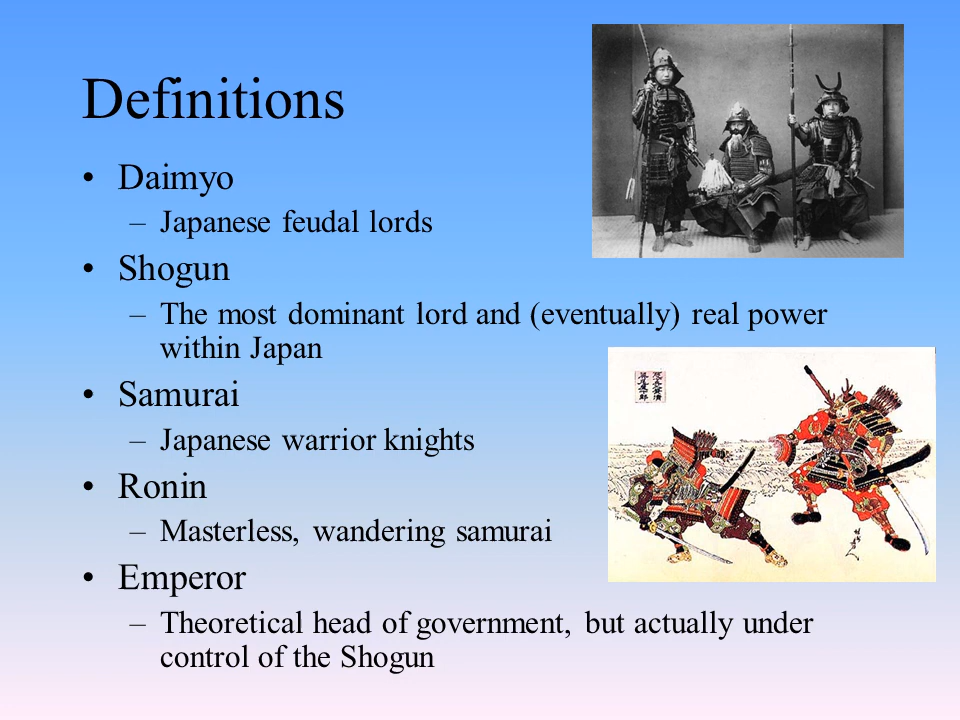 Definitions
• Daimyo
– Japanese feudal lords
• Shogun
– The most dominant lord and (eventually) real power
within Japan
• Samurai
– Japanese warrior knights
• Ronin
– Masterless, wandering samurai
• Emperor
– Theoretical head of government, but actually under
control of the Shogun